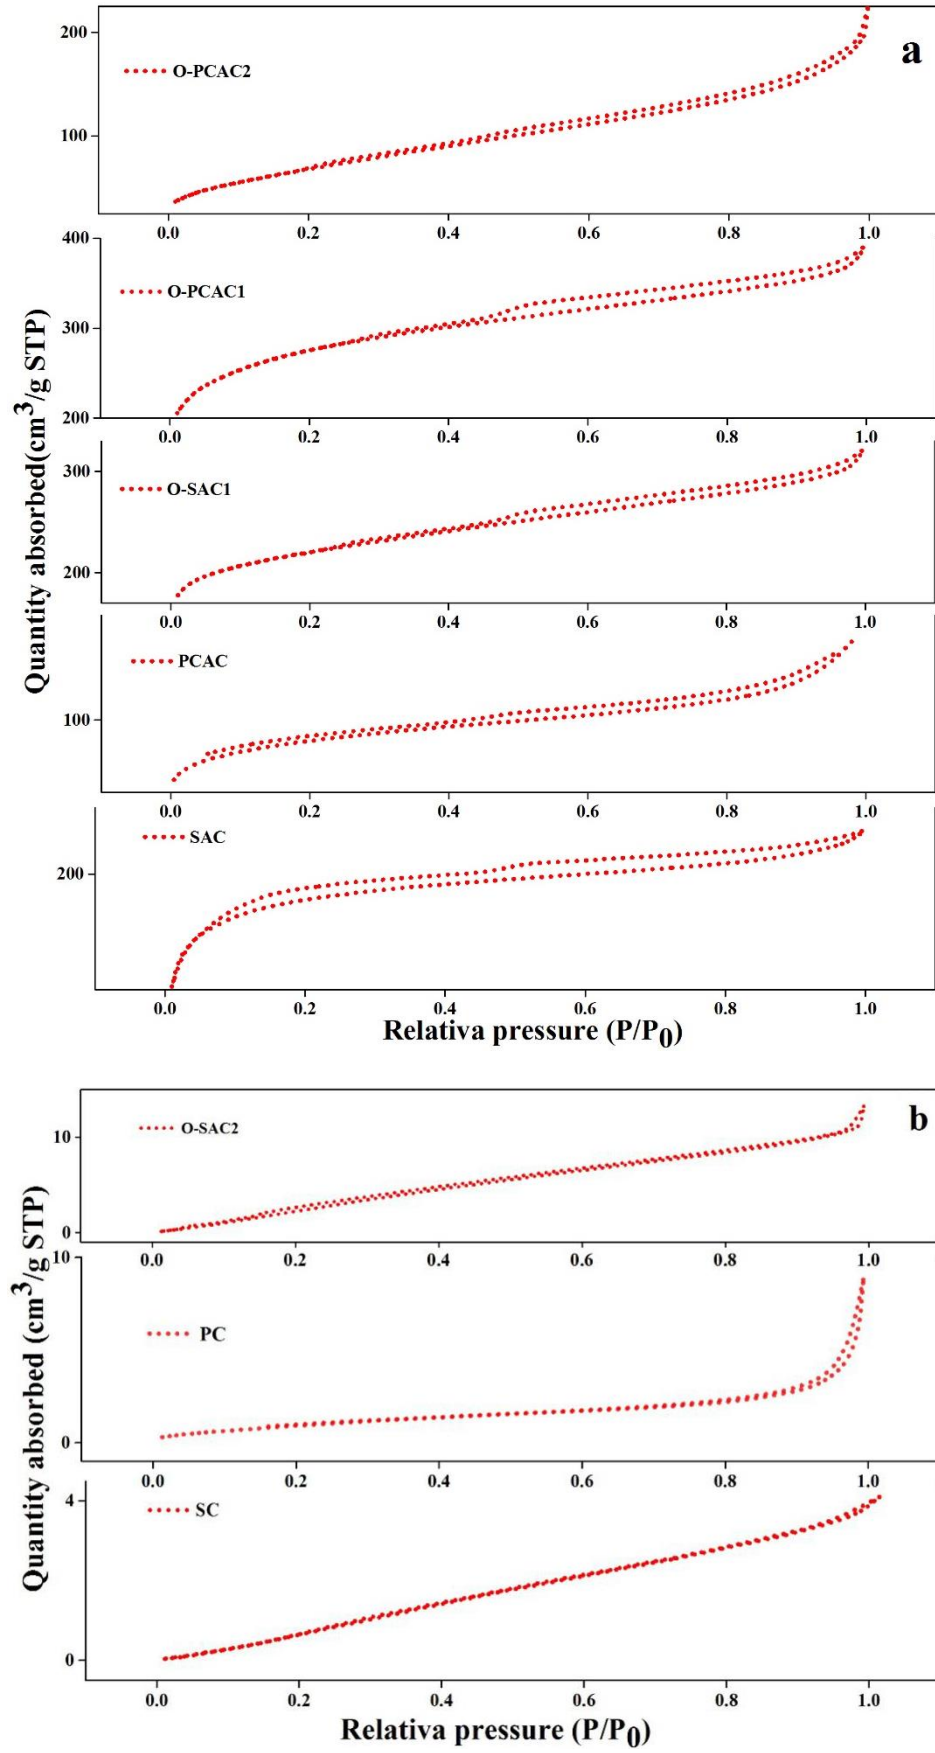 a
200
O-PCAC2
100
0.0 0.2 0.4 0.6 0.8 1.0
400
O-PCAC1
300
200
0.0 0.2 0.4 0.6 0.8 1.0
O-SAC1
300
200
0.0 0.2 0.4 0.6 0.8 1.0
PCAC
100
0.0 0.2 0.4 0.6 0.8 1.0
SAC
200
0.0 0.2 0.4 0.6 0.8 1.0
Quantity absorbed(cm³/g STP)
Relativa pressure (P/P₀)
b
O-SAC2
10
0
0.0 0.2 0.4 0.6 0.8 1.0
10
PC
0
0.0 0.2 0.4 0.6 0.8 1.0
4
SC
0
0.0 0.2 0.4 0.6 0.8 1.0
Quantity absorbed (cm³/g STP)
Relativa pressure (P/P₀)